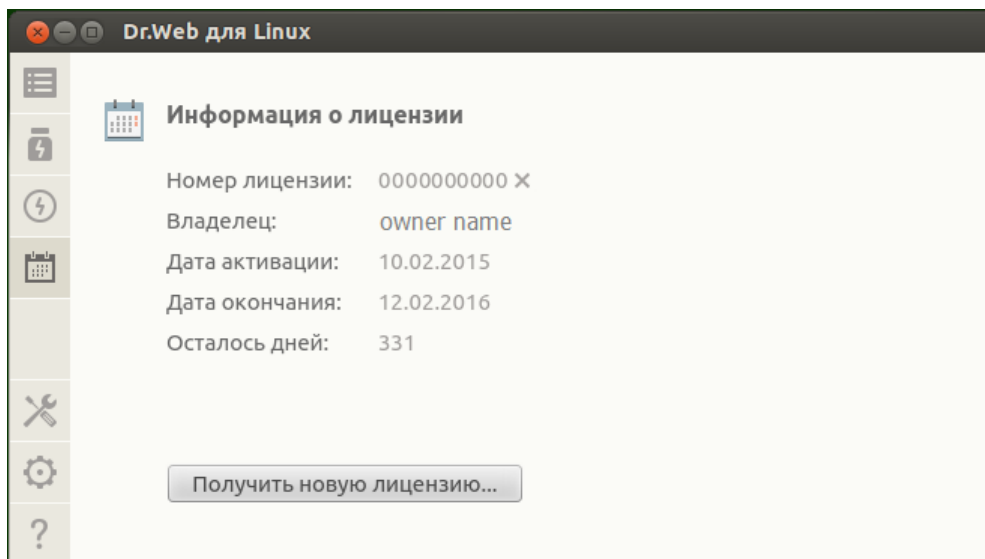 Dr.Web для Linux
Информация о лицензии
Номер лицензии: 0000000000
Владелец: owner name
Дата активации: 10.02.2015
Дата окончания: 12.02.2016
Осталось дней: 331
Получить новую лицензию...